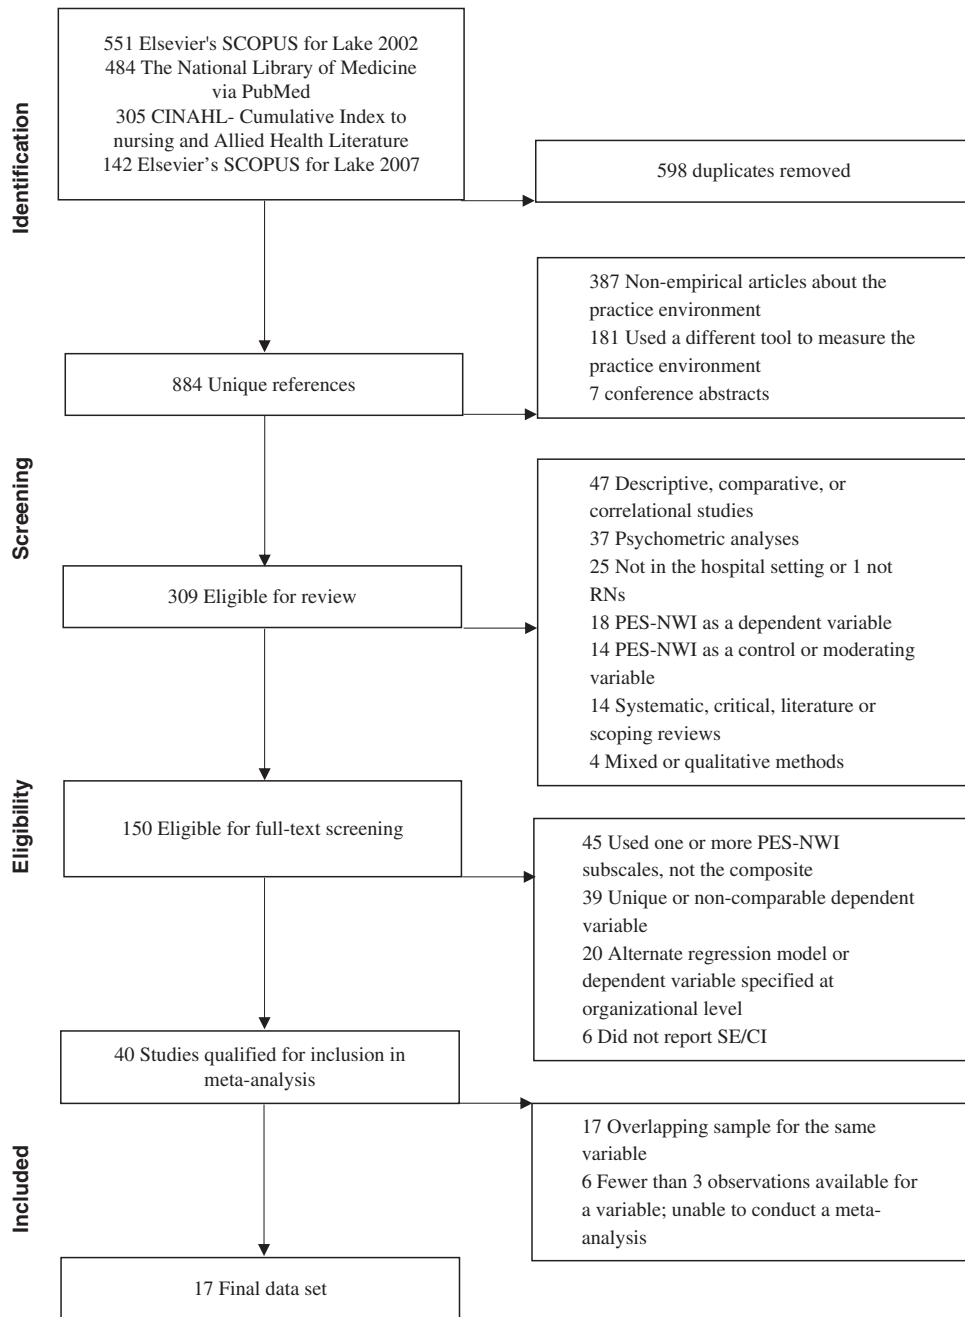 551 Elsevier's SCOPUS for Lake 2002
484 The National Library of Medicine
via PubMed
305 CINAHL- Cumulative Index to
nursing and Allied Health Literature
142 Elsevier's SCOPUS for Lake 2007
Identification
598 duplicates removed
387 Non-empirical articles about the
practice environment
181 Used a different tool to measure the
practice environment
7 conference abstracts
884 Unique references
Screening
47 Descriptive, comparative, or
correlational studies
37 Psychometric analyses
25 Not in the hospital setting or 1 not
RNs
18 PES-NWI as a dependent variable
14 PES-NWI as a control or moderating
variable
14 Systematic, critical, literature or
scoping reviews
4 Mixed or qualitative methods
309 Eligible for review
Eligibility
150 Eligible for full-text screening
45 Used one or more PES-NWI
subscales, not the composite
39 Unique or non-comparable dependent
variable
20 Alternate regression model or
dependent variable specified at
organizational level
6 Did not report SE/CI
40 Studies qualified for inclusion in
meta-analysis
Included
17 Overlapping sample for the same
variable
6 Fewer than 3 observations available for
a variable; unable to conduct a meta-
analysis
17 Final data set